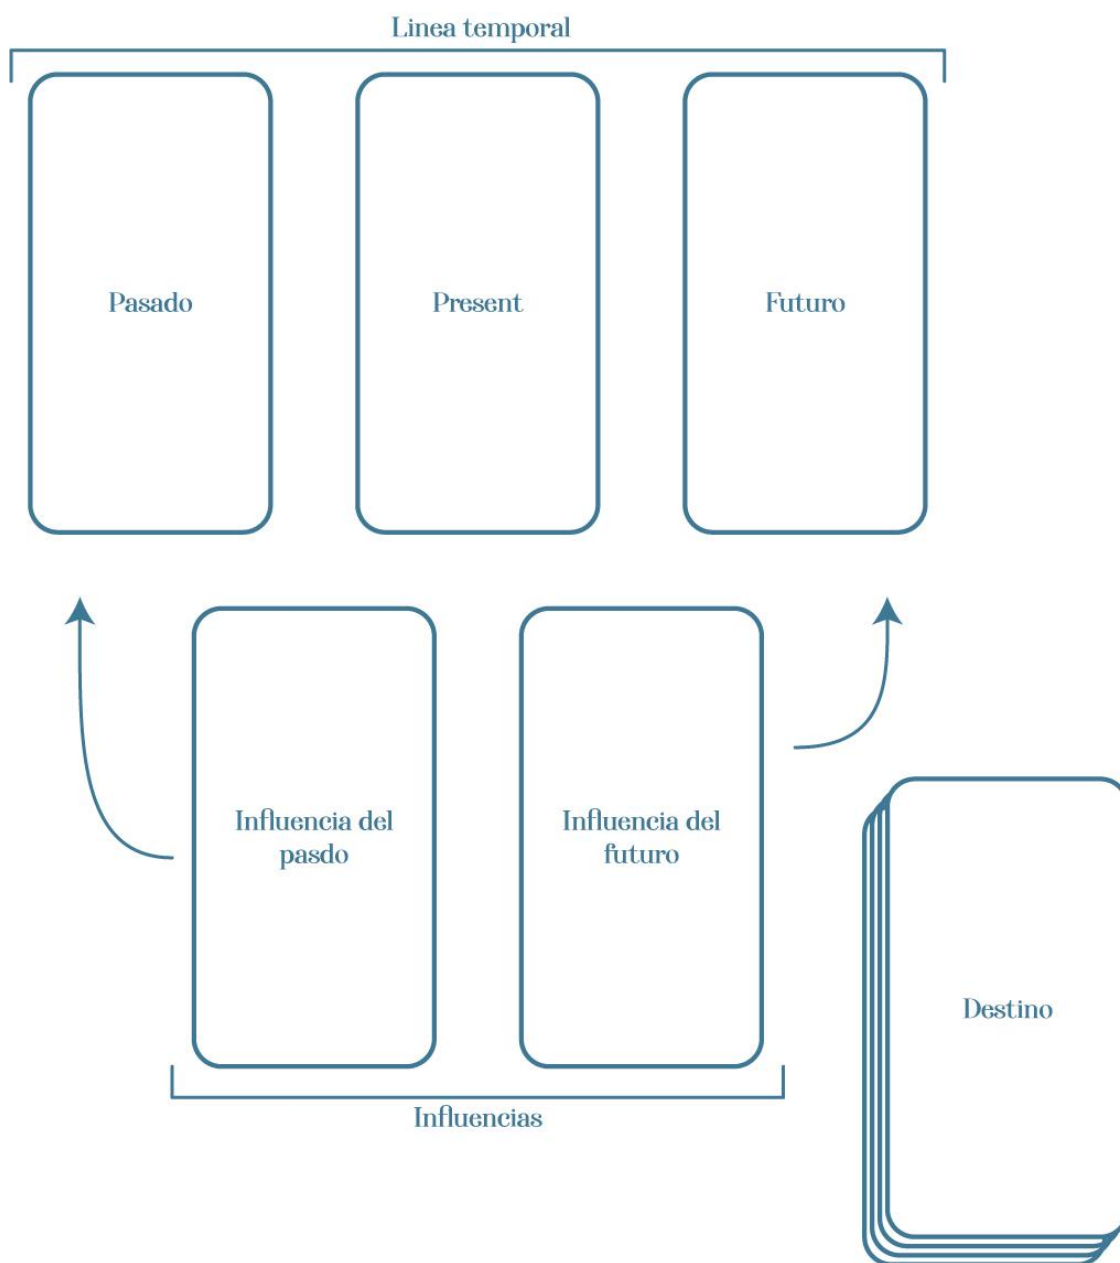 Linea temporal
Pasado
Present
Futuro
Influencia del
pasdo
Influencia del
futuro
Destino
Influencias